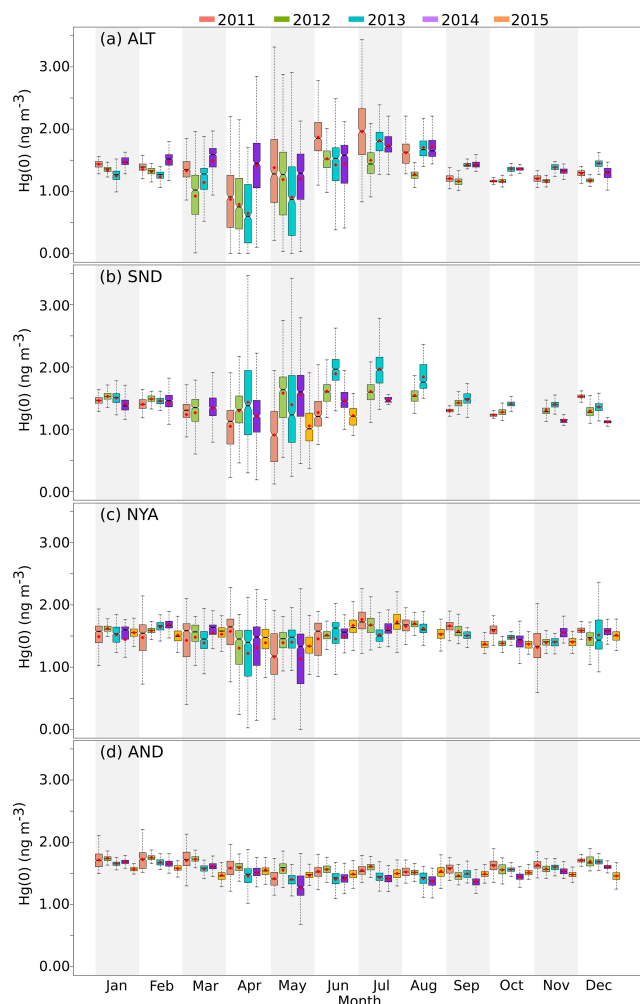 2011 2012 2013 2014 2015
(a) ALT
Hg(0) (ng m⁻³)
3.00
2.00
1.00
0.00
(b) SND
Hg(0) (ng m⁻³)
3.00
2.00
1.00
0.00
(c) NYA
Hg(0) (ng m⁻³)
3.00
2.00
1.00
0.00
(d) AND
Hg(0) (ng m⁻³)
3.00
2.00
1.00
0.00
Jan Feb Mar Apr May Jun Jul Aug Sep Oct Nov Dec
Month